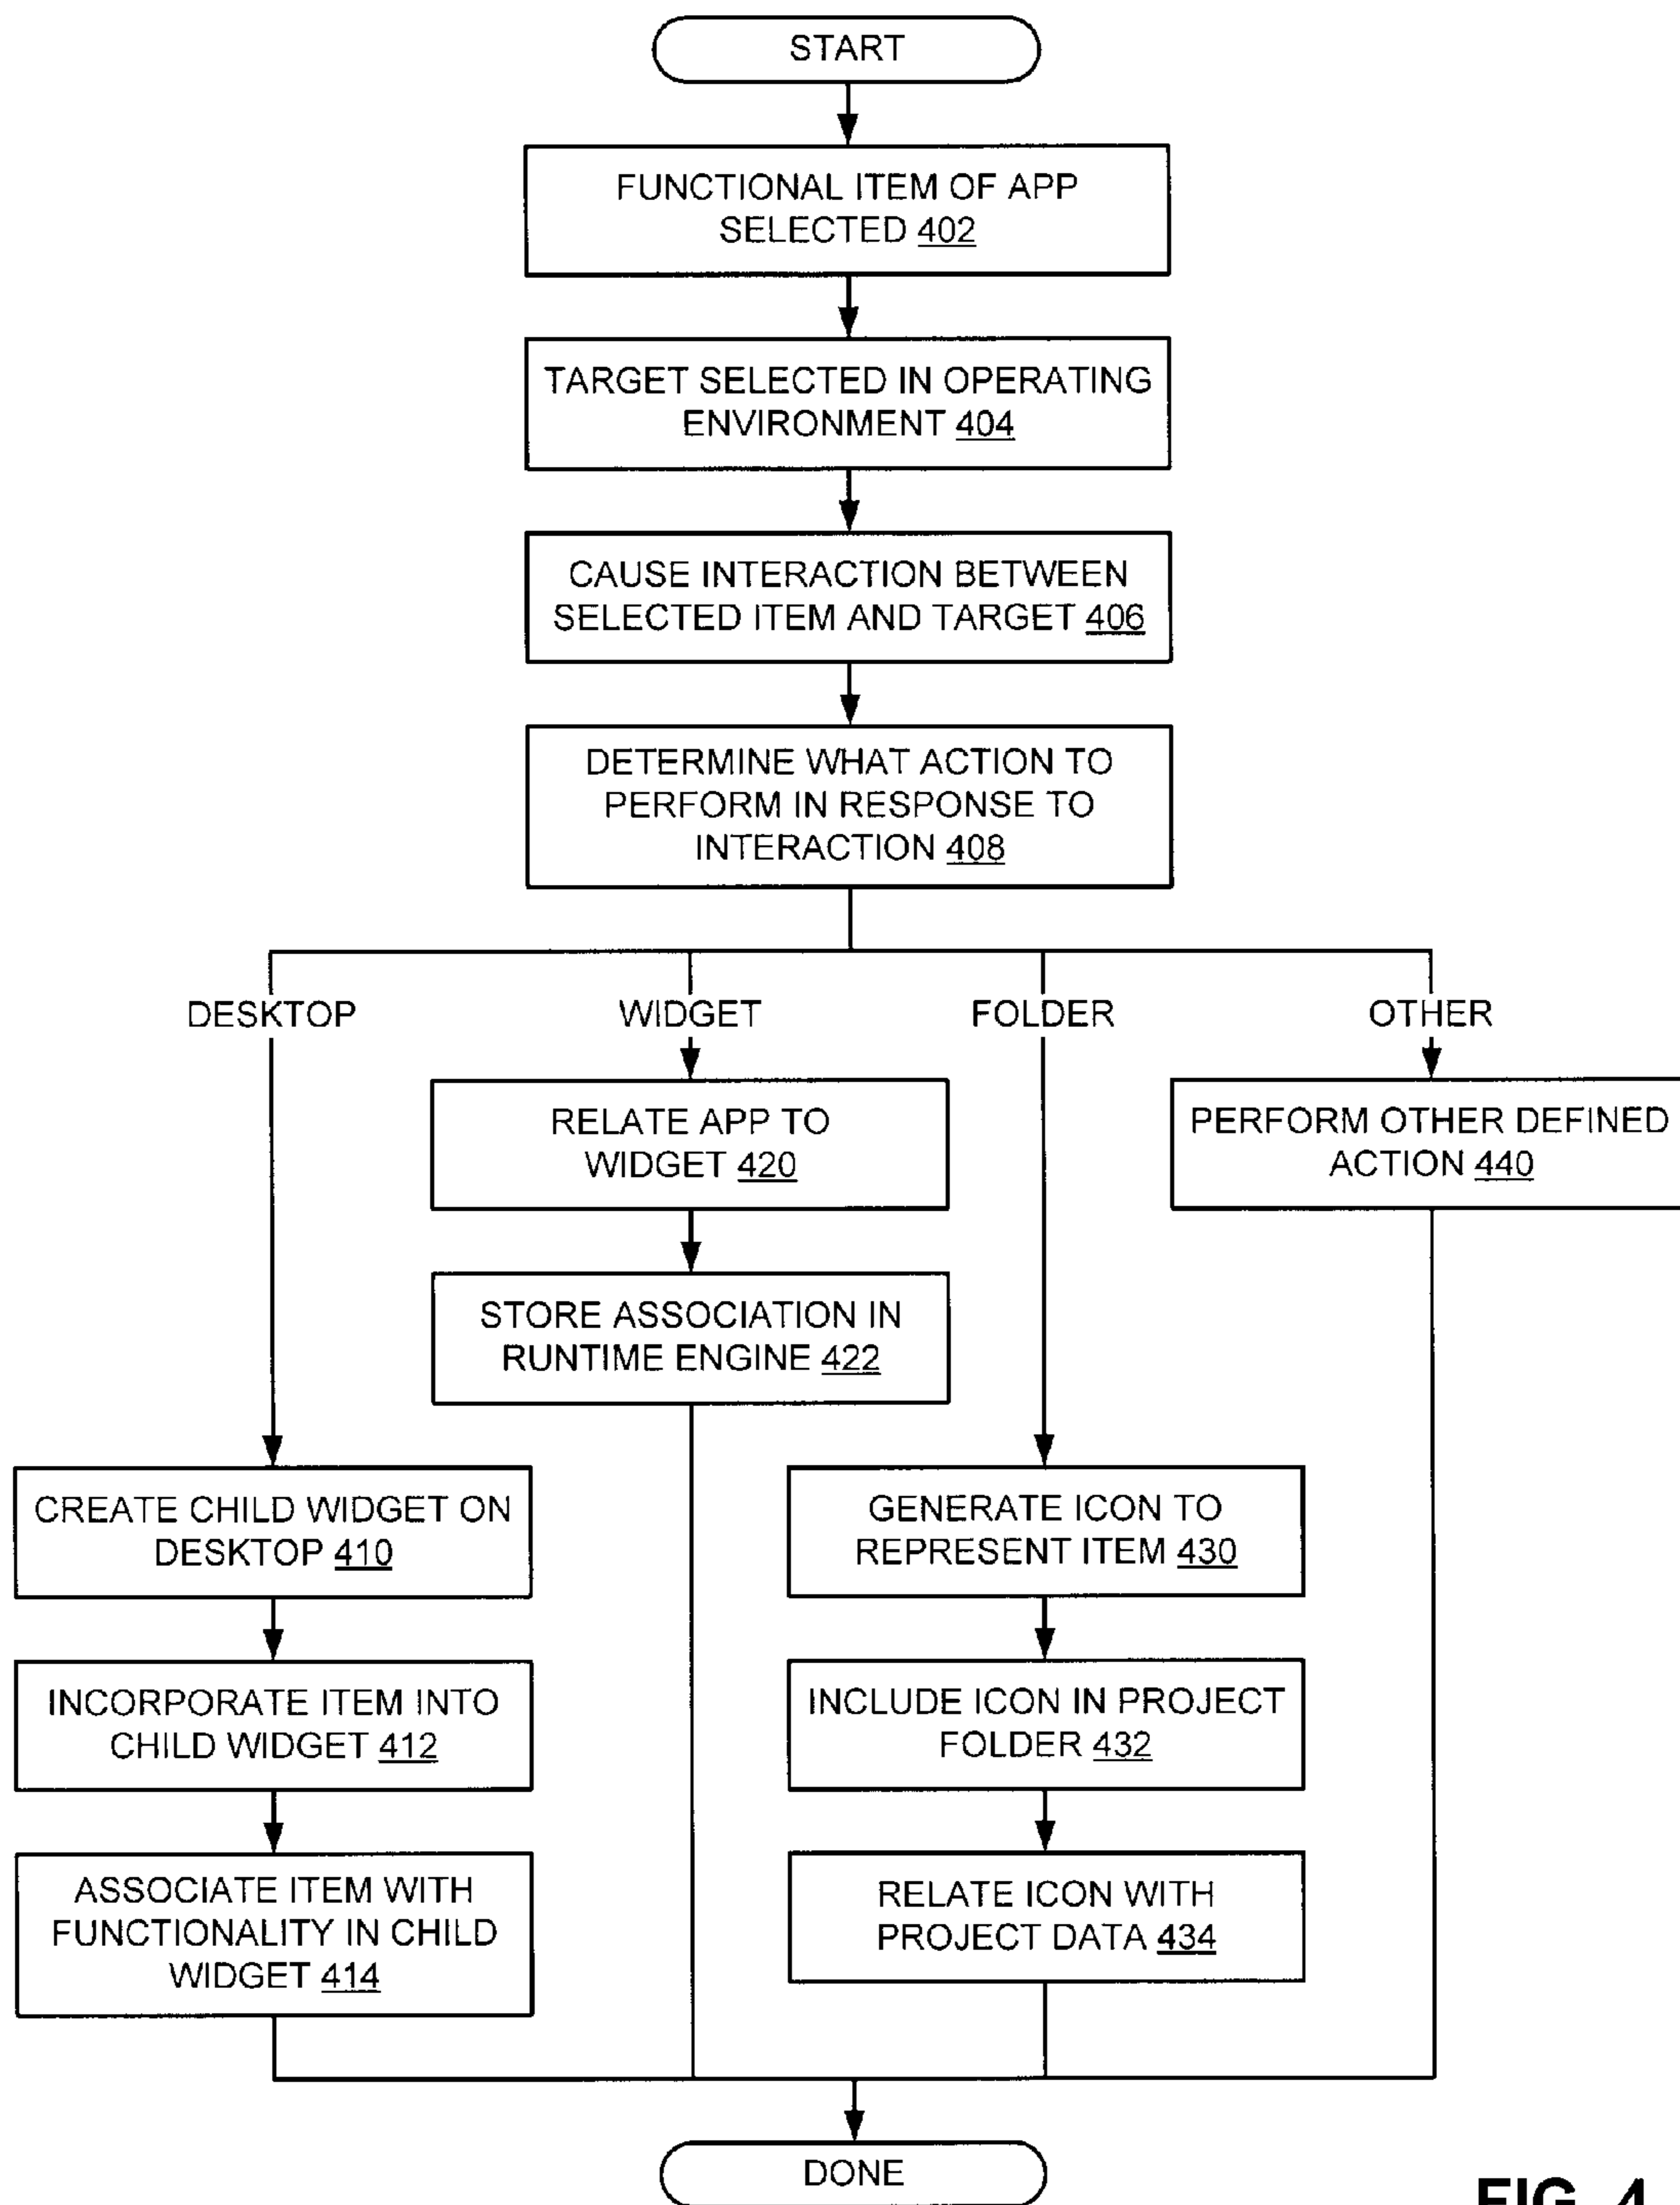 START
FUNCTIONAL ITEM OF APP
SELECTED 402
TARGET SELECTED IN OPERATING
ENVIRONMENT 404
CAUSE INTERACTION BETWEEN
SELECTED ITEM AND TARGET 406
DETERMINE WHAT ACTION TO
PERFORM IN RESPONSE TO
INTERACTION 408
DESKTOP
WIDGET
FOLDER
OTHER
RELATE APP TO
WIDGET 420
PERFORM OTHER DEFINED
ACTION 440
STORE ASSOCIATION IN
RUNTIME ENGINE 422
CREATE CHILD WIDGET ON
DESKTOP 410
GENERATE ICON TO
REPRESENT ITEM 430
INCORPORATE ITEM INTO
CHILD WIDGET 412
INCLUDE ICON IN PROJECT
FOLDER 432
ASSOCIATE ITEM WITH
FUNCTIONALITY IN CHILD
WIDGET 414
RELATE ICON WITH
PROJECT DATA 434
DONE
FIG. 4